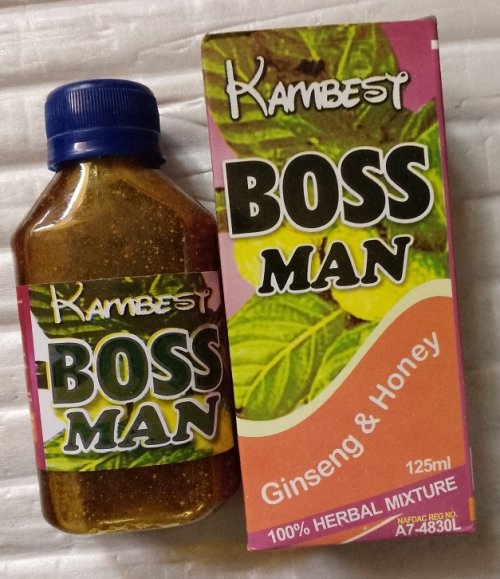 KAMBEST
BOSS
MAN
KAMBEST
BOSS
MAN
Ginseng & Honey
125ml
100% HERBAL MIXTURE
NAFDAC REG NO.
A7-4830L